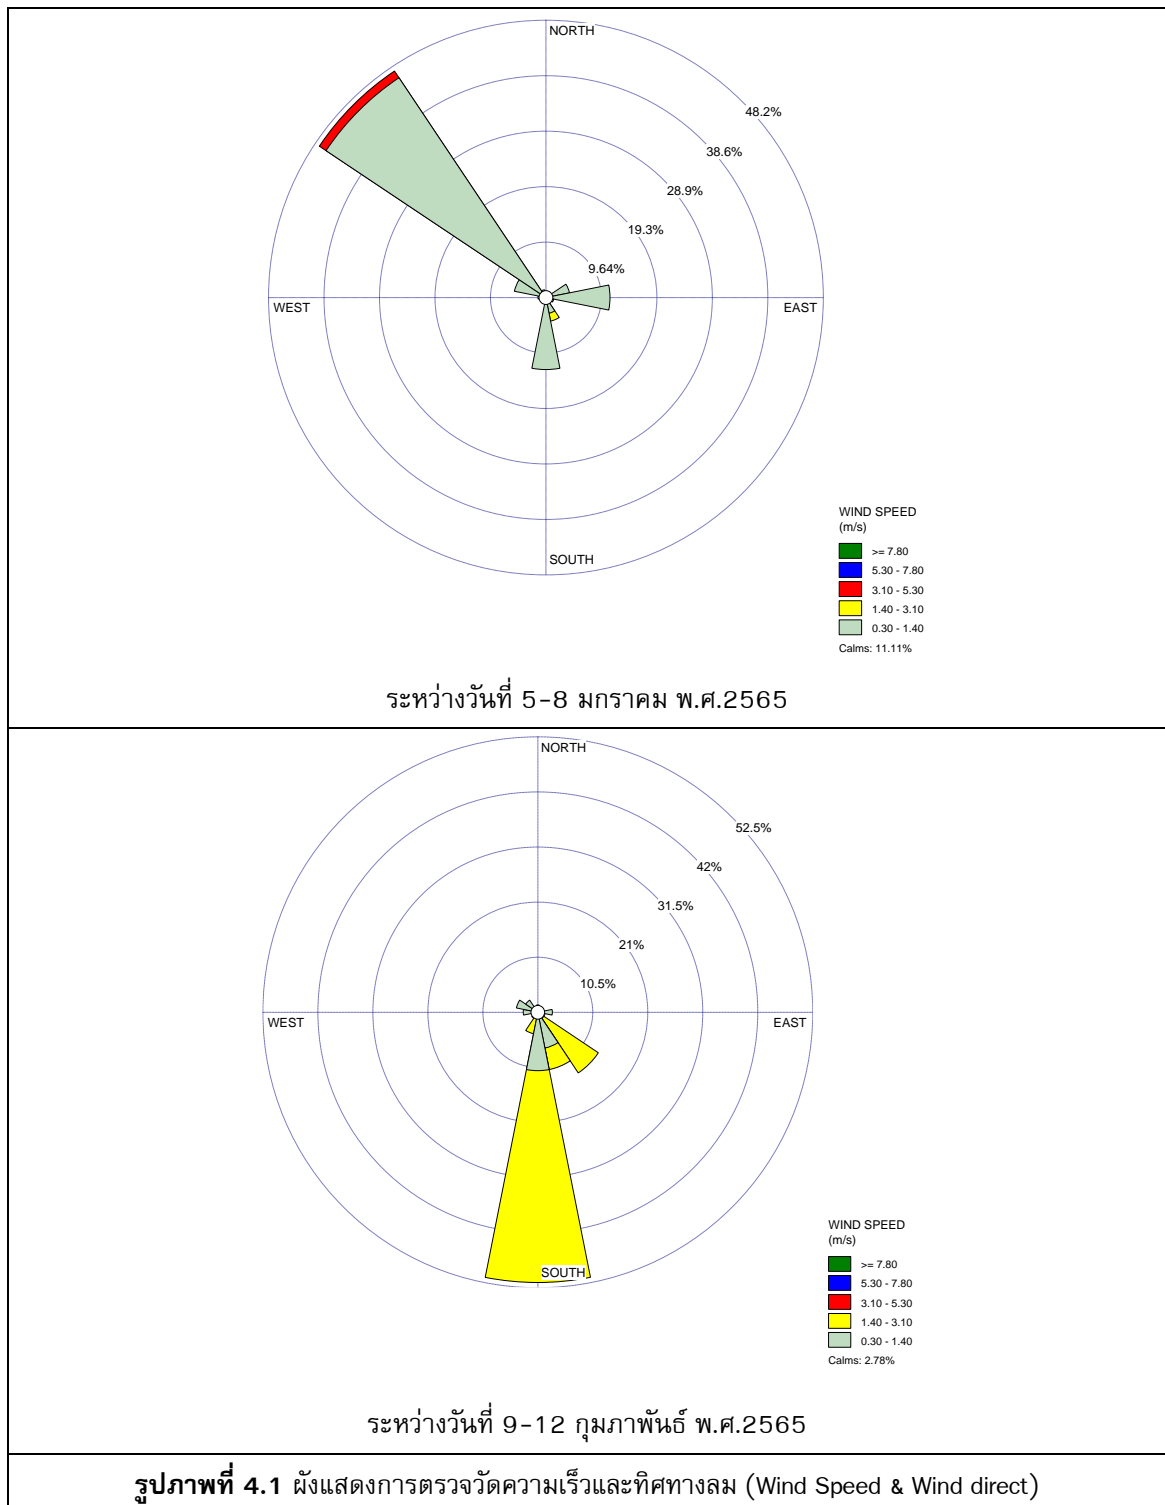 NORTH
48.2%
38.6%
28.9%
19.3%
9.64%
WEST
EAST
SOUTH
WIND SPEED
(m/s)
>= 7.80
5.30 - 7.80
3.10 - 5.30
1.40 - 3.10
0.30 - 1.40
Calms: 11.11%
ระหว่างวันที่ 5-8 มกราคม พ.ศ.2565
NORTH
52.5%
42%
31.5%
21%
10.5%
WEST
EAST
SOUTH
WIND SPEED
(m/s)
>= 7.80
5.30 - 7.80
3.10 - 5.30
1.40 - 3.10
0.30 - 1.40
Calms: 2.78%
ระหว่างวันที่ 9-12 กุมภาพันธ์ พ.ศ.2565
รูปภาพที่ 4.1 ผังแสดงการตรวจวัดความเร็วและทิศทางลม (Wind Speed & Wind direct)